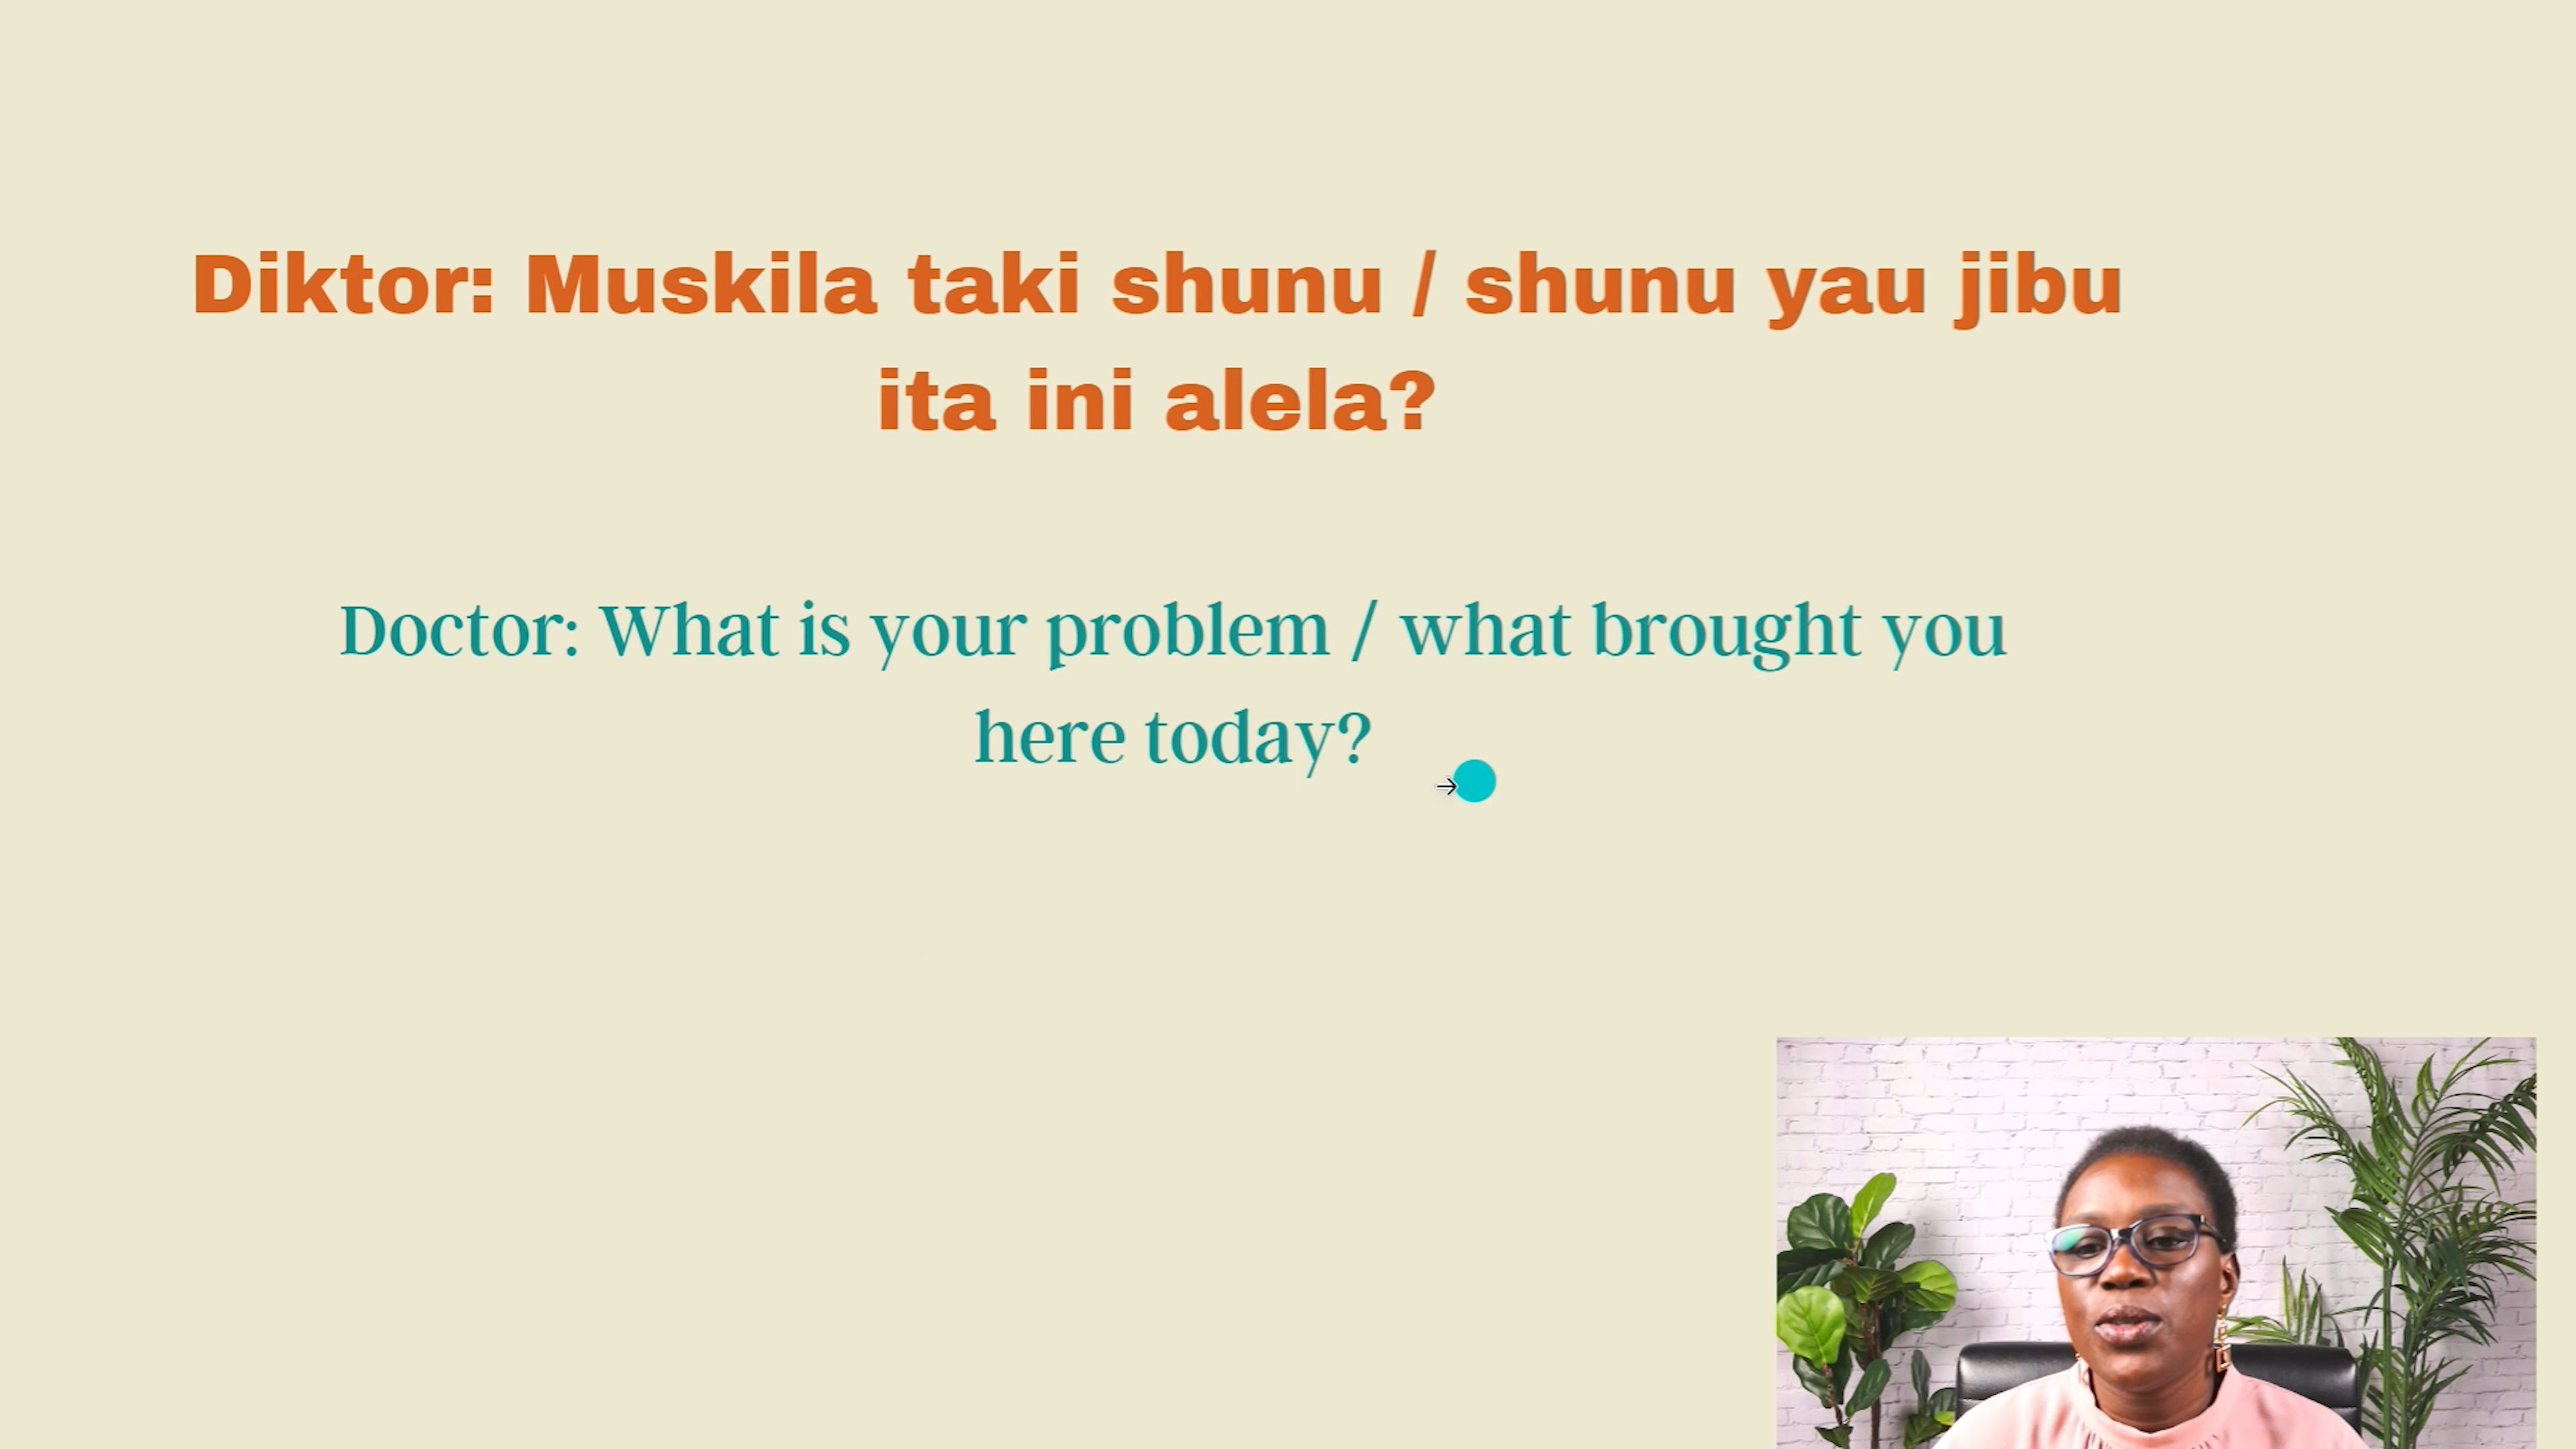 Diktor: Muskila taki shunu / shunu yau jibu
ita ini alela?
Doctor: What is your problem / what brought you
here today?